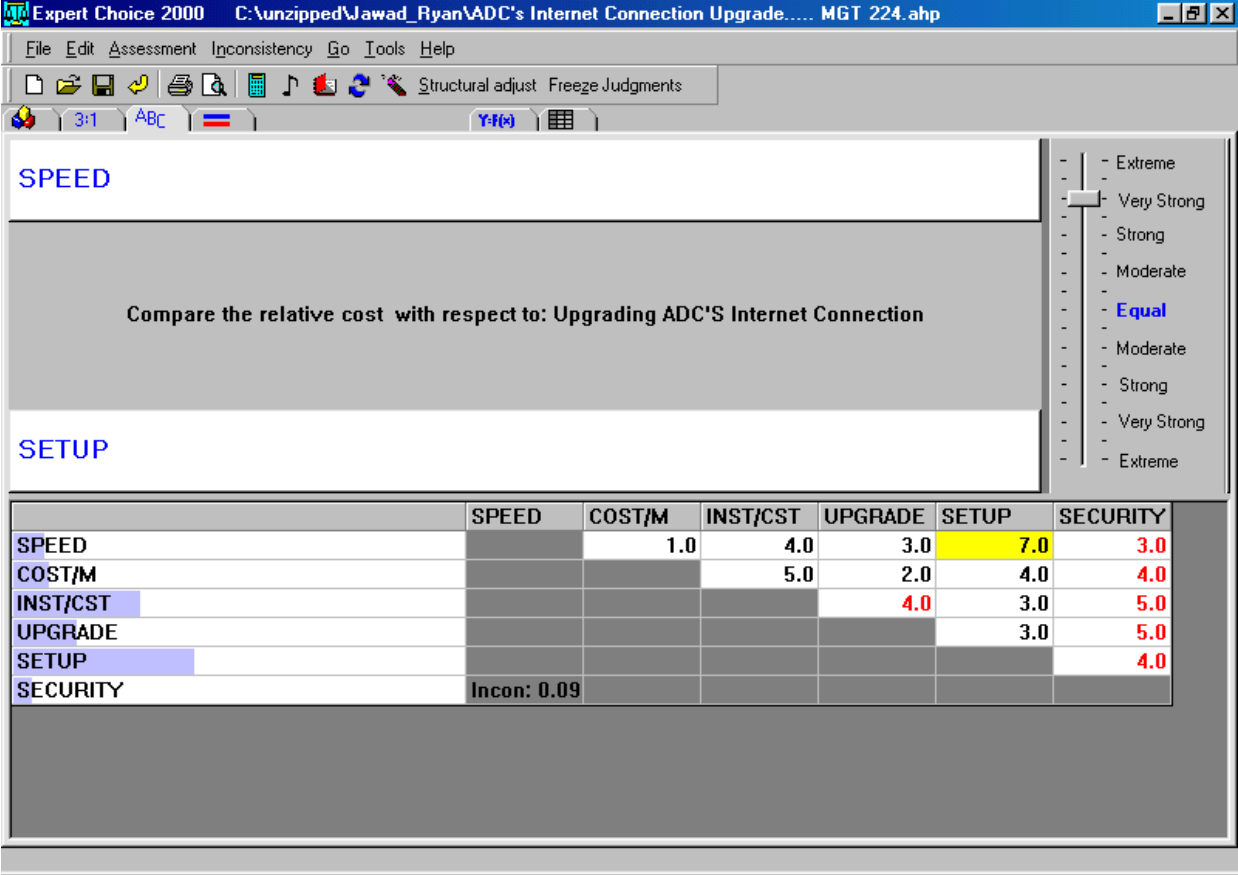 Expert Choice 2000 C:\unzipped\Jawad_Ryan\ADC's Internet Connection Upgrade..... MGT 224.ahp
File Edit Assessment Inconsistency Go Tools Help
Structural adjust Freeze Judgments
3:1 ABC Y=F(x)
SPEED
Compare the relative cost with respect to: Upgrading ADC'S Internet Connection
SETUP
Extreme
Very Strong
Strong
Moderate
Equal
Moderate
Strong
Very Strong
Extreme
SPEED COST/M INST/CST UPGRADE SETUP SECURITY
SPEED 1.0 4.0 3.0 7.0 3.0
COST/M 5.0 2.0 4.0 4.0
INST/CST 4.0 3.0 5.0
UPGRADE 3.0 5.0
SETUP 4.0
SECURITY Incon: 0.09